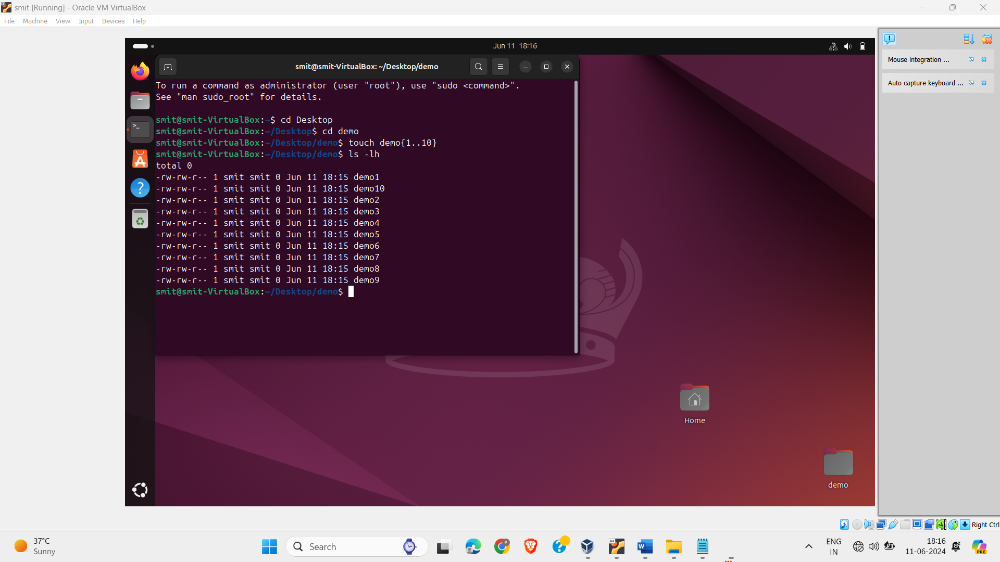 smit [Running] - Oracle VM VirtualBox
File Machine View Input Devices Help
Jun 11 18:16
smit@smit-VirtualBox: ~/Desktop/demo
To run a command as administrator (user "root"), use "sudo <command>".
See "man sudo_root" for details.
smit@smit-VirtualBox:~$ cd Desktop
smit@smit-VirtualBox:~/Desktop$ cd demo
smit@smit-VirtualBox:~/Desktop/demo$ touch demo{1..10}
smit@smit-VirtualBox:~/Desktop/demo$ ls -lh
total 0
-rw-rw-r-- 1 smit smit 0 Jun 11 18:15 demo1
-rw-rw-r-- 1 smit smit 0 Jun 11 18:15 demo10
-rw-rw-r-- 1 smit smit 0 Jun 11 18:15 demo2
-rw-rw-r-- 1 smit smit 0 Jun 11 18:15 demo3
-rw-rw-r-- 1 smit smit 0 Jun 11 18:15 demo4
-rw-rw-r-- 1 smit smit 0 Jun 11 18:15 demo5
-rw-rw-r-- 1 smit smit 0 Jun 11 18:15 demo6
-rw-rw-r-- 1 smit smit 0 Jun 11 18:15 demo7
-rw-rw-r-- 1 smit smit 0 Jun 11 18:15 demo8
-rw-rw-r-- 1 smit smit 0 Jun 11 18:15 demo9
smit@smit-VirtualBox:~/Desktop/demo$
Mouse integration ...
Auto capture keyboard ...
Home
demo
Right Ctrl
37°C
Sunny
Search
ENG
IN
18:16
11-06-2024
PRE